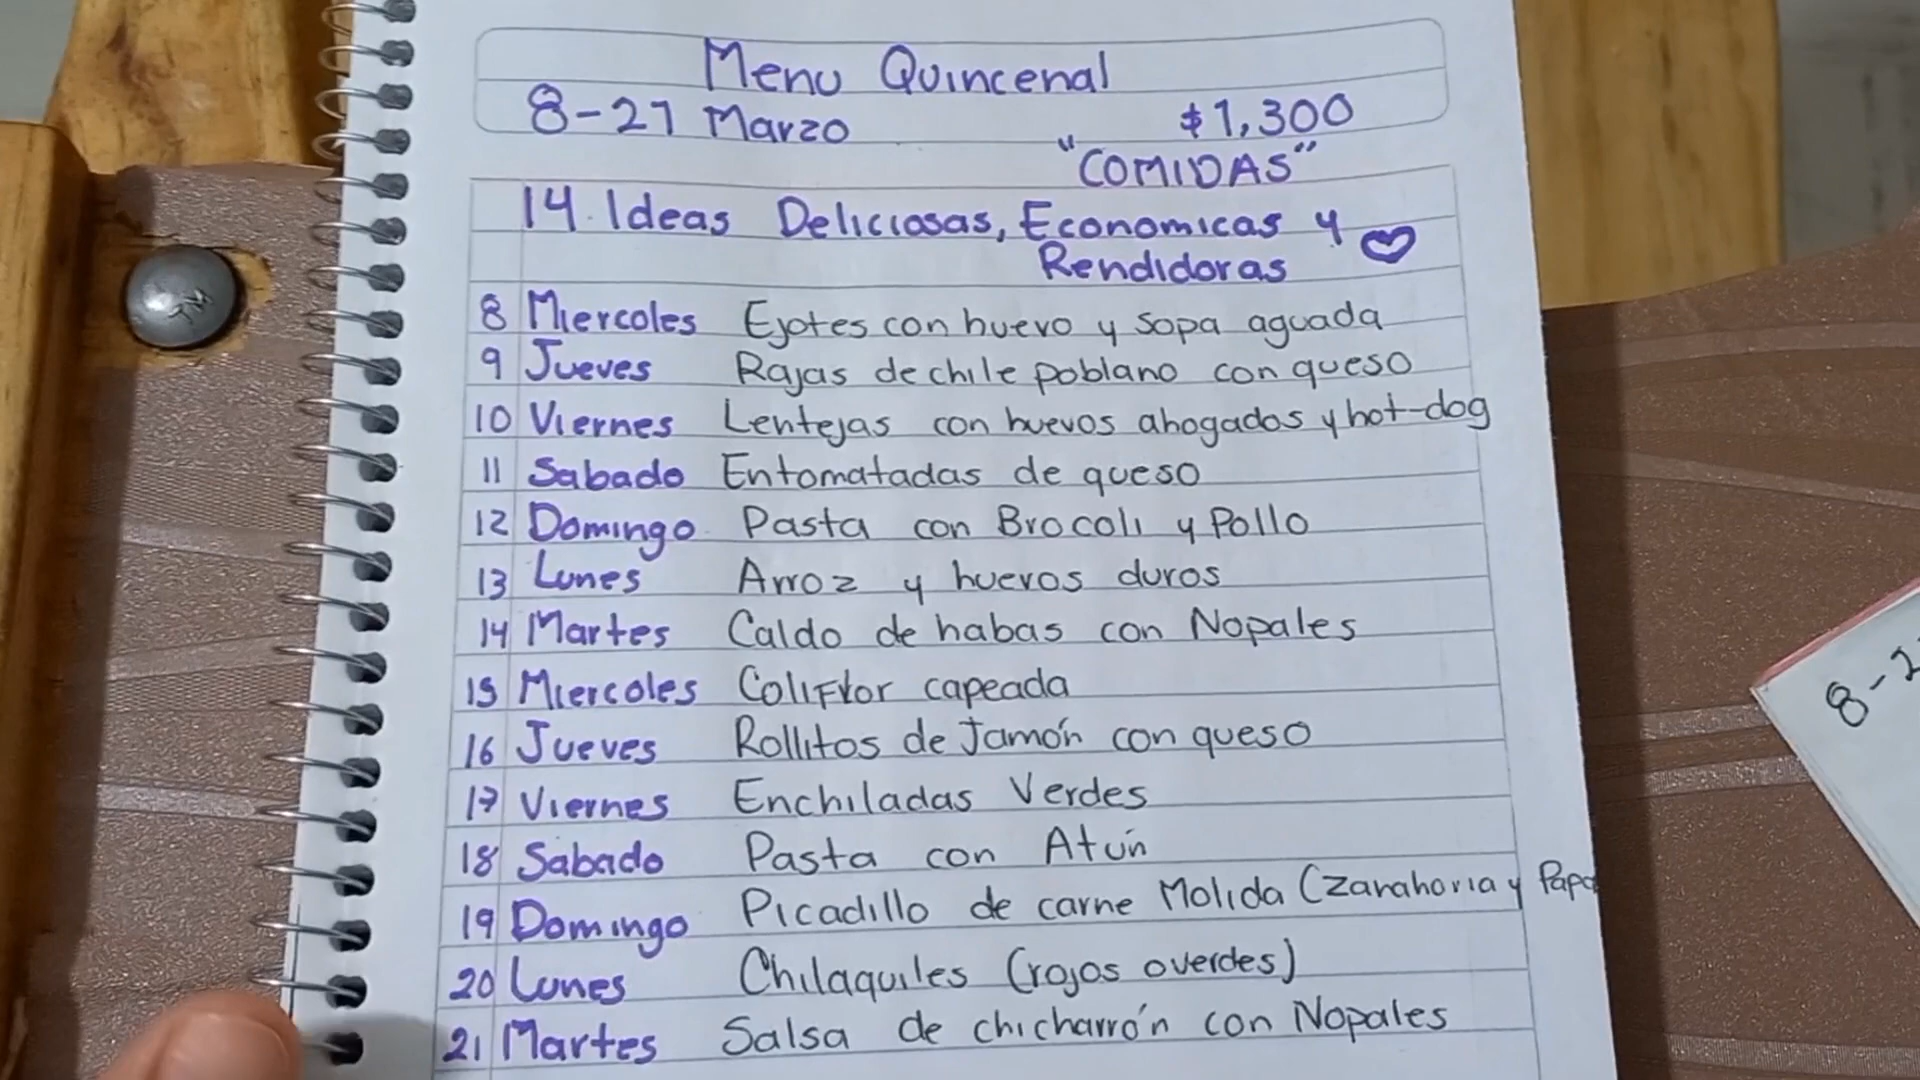 Menu Quincenal
8-21 Marzo $1,300
"COMIDAS"
14. Ideas Deliciosas, Economicas y
Rendidoras
8 Miercoles Ejotes con huevo y sopa aguada
9 Jueves Rajas de chile poblano con queso
10 Viernes Lentejas con huevos ahogados y hot-dog
11 Sabado Entomatadas de queso
12 Domingo Pasta con Brocoli y Pollo
13 Lunes Arroz y huevos duros
14 Martes Caldo de habas con Nopales
15 Miercoles Coliflor capeada
16 Jueves Rollitos de Jamón con queso
17 Viernes Enchiladas Verdes
18 Sabado Pasta con Atún
19 Domingo Picadillo de carne Molida (Zanahoria y Papa
20 Lunes Chilaquiles (rojos o verdes)
21 Martes Salsa de chicharrón con Nopales
8-2
TM